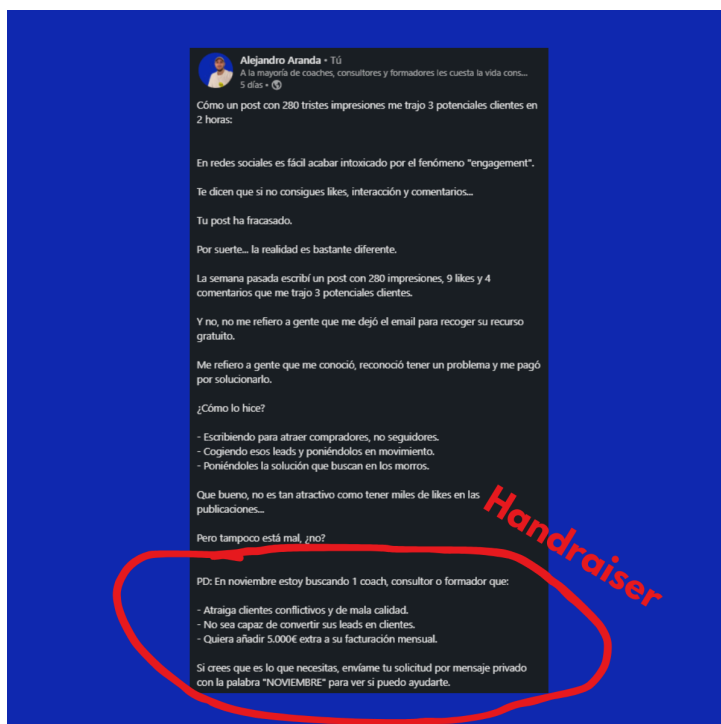 Alejandro Aranda • Tú
A la mayoría de coaches, consultores y formadores les cuesta la vida cons...
5 días •
Cómo un post con 280 tristes impresiones me trajo 3 potenciales clientes en
2 horas:
En redes sociales es fácil acabar intoxicado por el fenómeno "engagement".
Te dicen que si no consigues likes, interacción y comentarios...
Tu post ha fracasado.
Por suerte... la realidad es bastante diferente.
La semana pasada escribí un post con 280 impresiones, 9 likes y 4
comentarios que me trajo 3 potenciales clientes.
Y no, no me refiero a gente que me dejó el email para recoger su recurso
gratuito.
Me refiero a gente que me conoció, reconoció tener un problema y me pagó
por solucionarlo.
¿Cómo lo hice?
- Escribiendo para atraer compradores, no seguidores.
- Cogiendo esos leads y poniéndolos en movimiento.
- Poniéndoles la solución que buscan en los morros.
Que bueno, no es tan atractivo como tener miles de likes en las
publicaciones...
Pero tampoco está mal, ¿no?
Handraiser
PD: En noviembre estoy buscando 1 coach, consultor o formador que:
- Atraiga clientes conflictivos y de mala calidad.
- No sea capaz de convertir sus leads en clientes.
- Quiera añadir 5.000€ extra a su facturación mensual.
Si crees que es lo que necesitas, envíame tu solicitud por mensaje privado
con la palabra "NOVIEMBRE" para ver si puedo ayudarte.